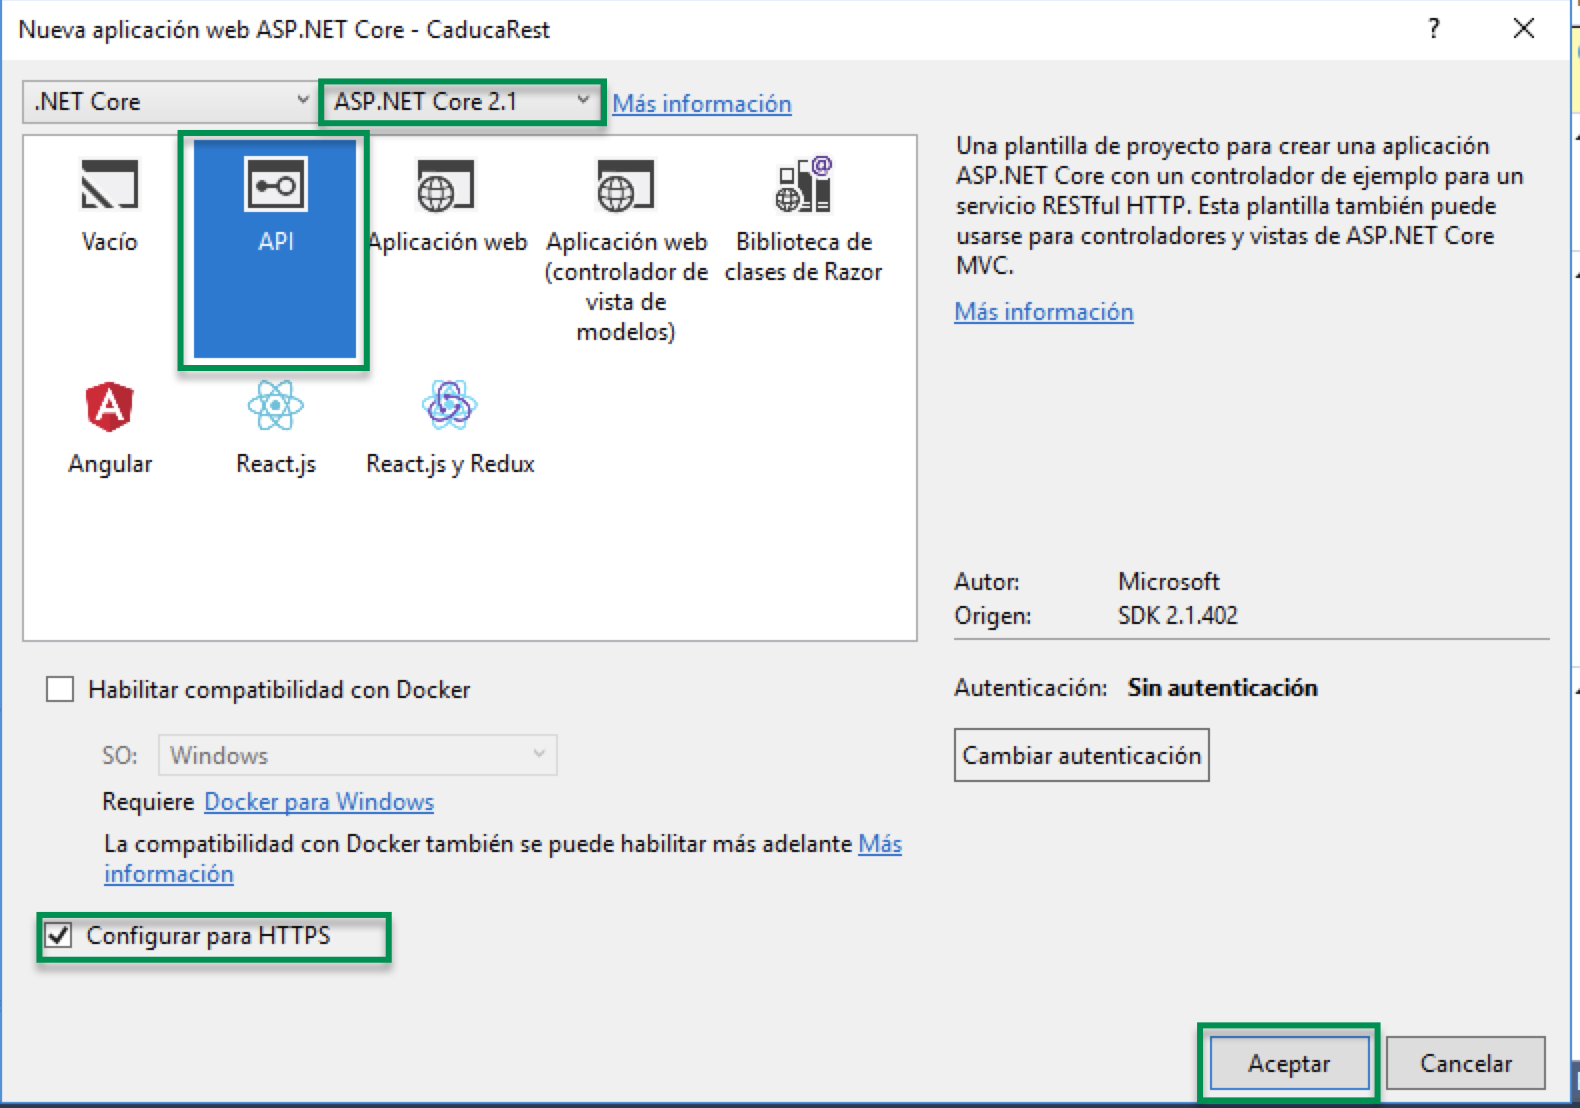 Nueva aplicación web ASP.NET Core - CaducaRest
?
.NET Core
ASP.NET Core 2.1
Más información
Vacío
API
Aplicación web
Aplicación web
(controlador de
vista de
modelos)
Biblioteca de
clases de Razor
Angular
React.js
React.js y Redux
Una plantilla de proyecto para crear una aplicación
ASP.NET Core con un controlador de ejemplo para un
servicio RESTful HTTP. Esta plantilla también puede
usarse para controladores y vistas de ASP.NET Core
MVC.
Más información
Autor: Microsoft
Origen: SDK 2.1.402
Habilitar compatibilidad con Docker
SO: Windows
Requiere Docker para Windows
La compatibilidad con Docker también se puede habilitar más adelante Más
información
Configurar para HTTPS
Autenticación: Sin autenticación
Cambiar autenticación
Aceptar
Cancelar